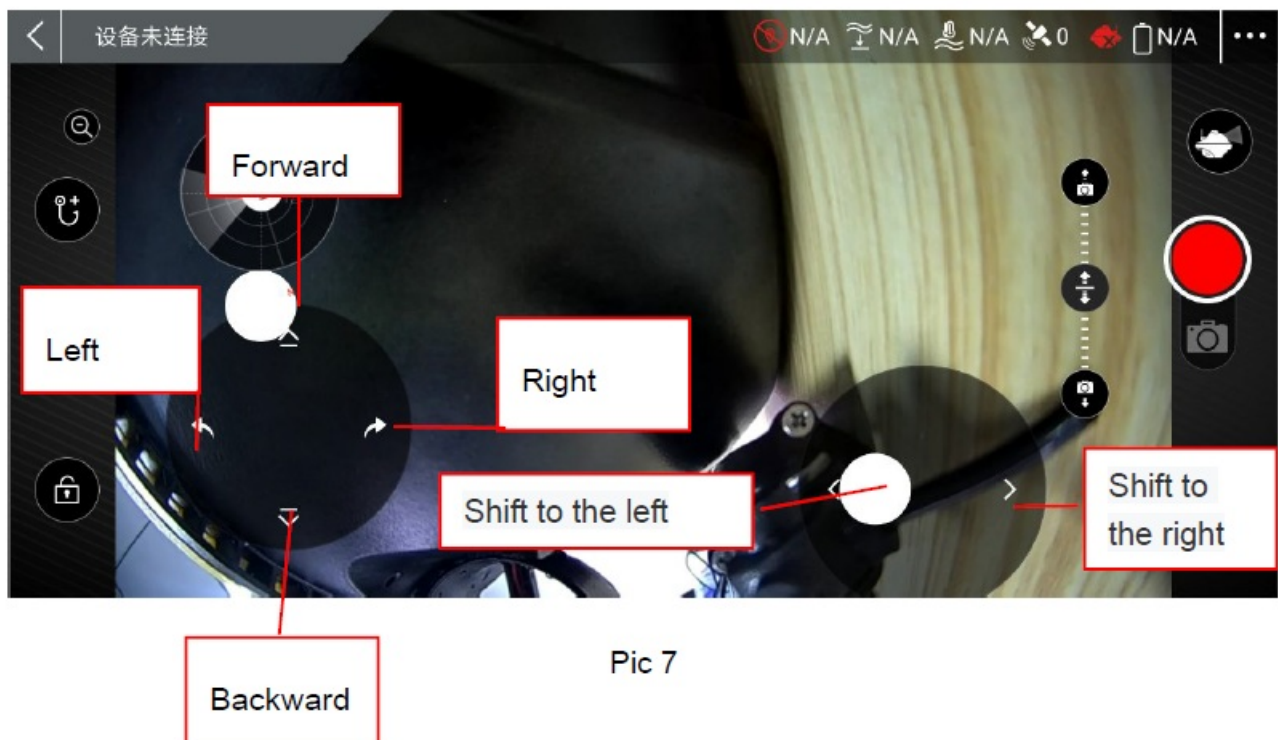 设备未连接
N/A
N/A
N/A
0
N/A
Forward
Left
Right
Shift to the left
Shift to
the right
Backward
Pic 7